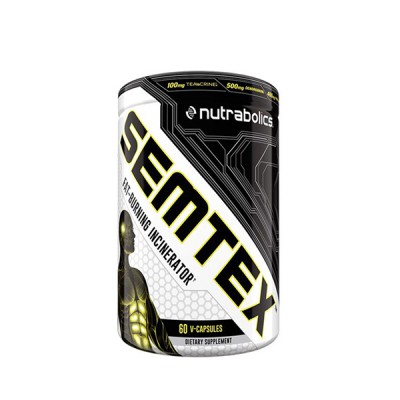 100mg TEACRINE®
500mg
nutrabolics
SEMTEX
FAT-BURNING INCINERATOR
60 V-CAPSULES
DIETARY SUPPLEMENT